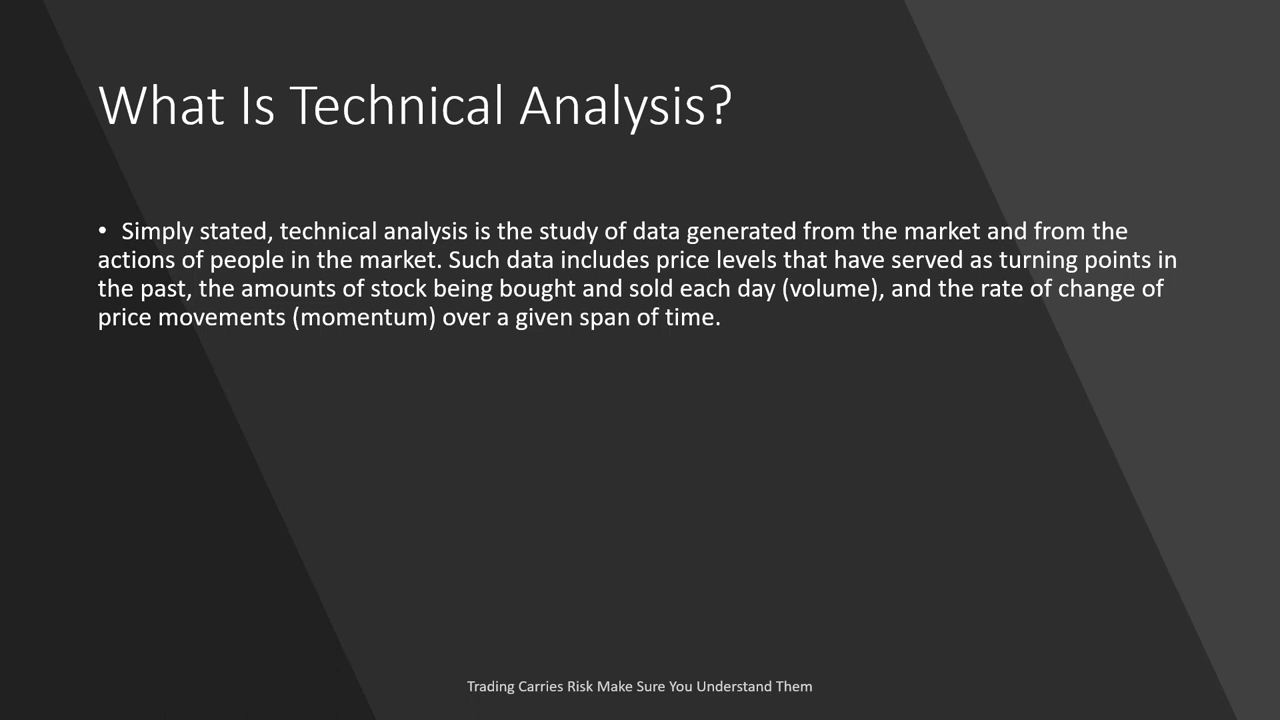 What Is Technical Analysis?
• Simply stated, technical analysis is the study of data generated from the market and from the
actions of people in the market. Such data includes price levels that have served as turning points in
the past, the amounts of stock being bought and sold each day (volume), and the rate of change of
price movements (momentum) over a given span of time.
Trading Carries Risk Make Sure You Understand Them